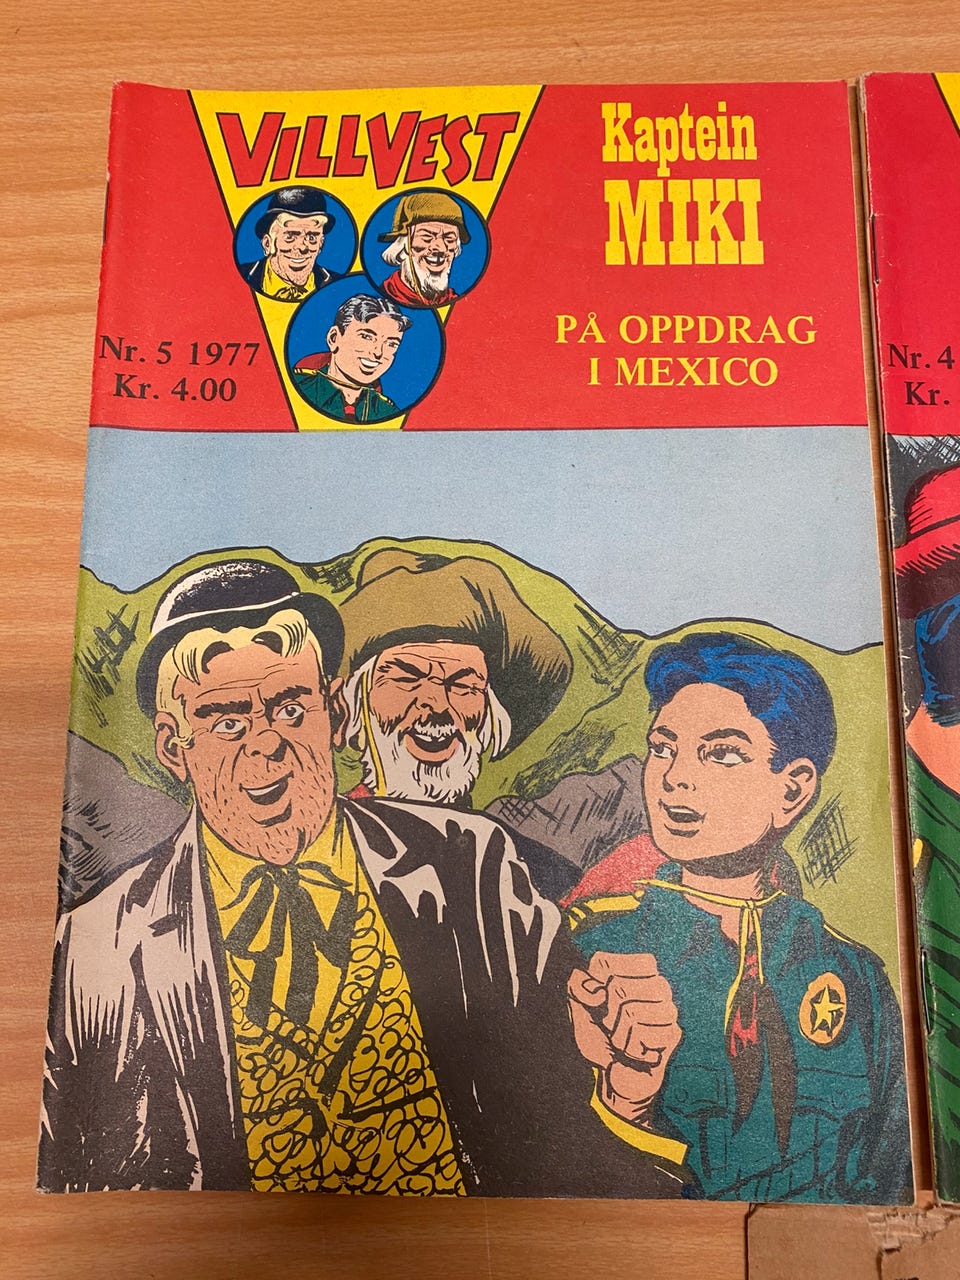 VILLVEST
Kaptein
MIKI
PÅ OPPDRAG
I MEXICO
Nr. 5 1977
Kr. 4.00
Nr. 4
Kr.